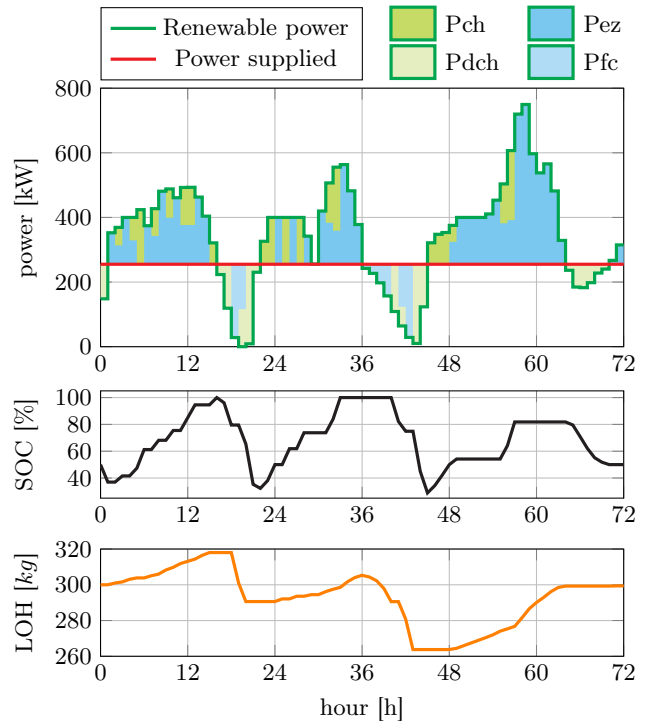 Renewable power
Power supplied
Pch
Pez
Pdch
Pfc
800
600
400
200
0
power [kW]
0 12 24 36 48 60 72
100
80
60
40
SOC [%]
0 12 24 36 48 60 72
320
300
280
260
LOH [kg]
0 12 24 36 48 60 72
hour [h]